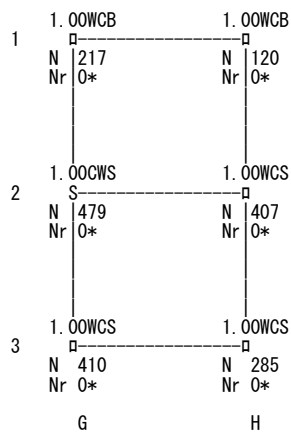 1.00WCB 1.00WCB
1
N 217 N 120
Nr 0* Nr 0*
1.00CWS 1.00WCS
2 S
N 479 N 407
Nr 0* Nr 0*
1.00WCS 1.00WCS
3
N 410 N 285
Nr 0* Nr 0*
G H